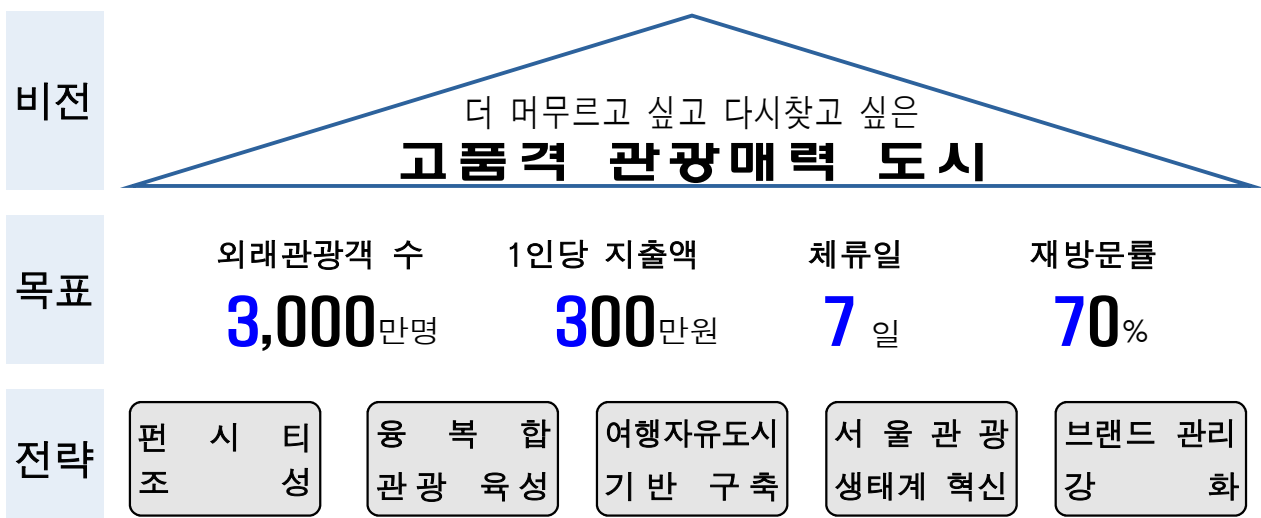 비전
더 머무르고 싶고 다시찾고 싶은
고품격 관광매력 도시
목표
외래관광객 수
3,000만명
1인당 지출액
300만원
체류일
7 일
재방문률
70%
전략
펀 시 티
조 성
융 복 합
관광 육성
여행자유도시
기반 구축
서울관광
생태계 혁신
브랜드 관리
강 화